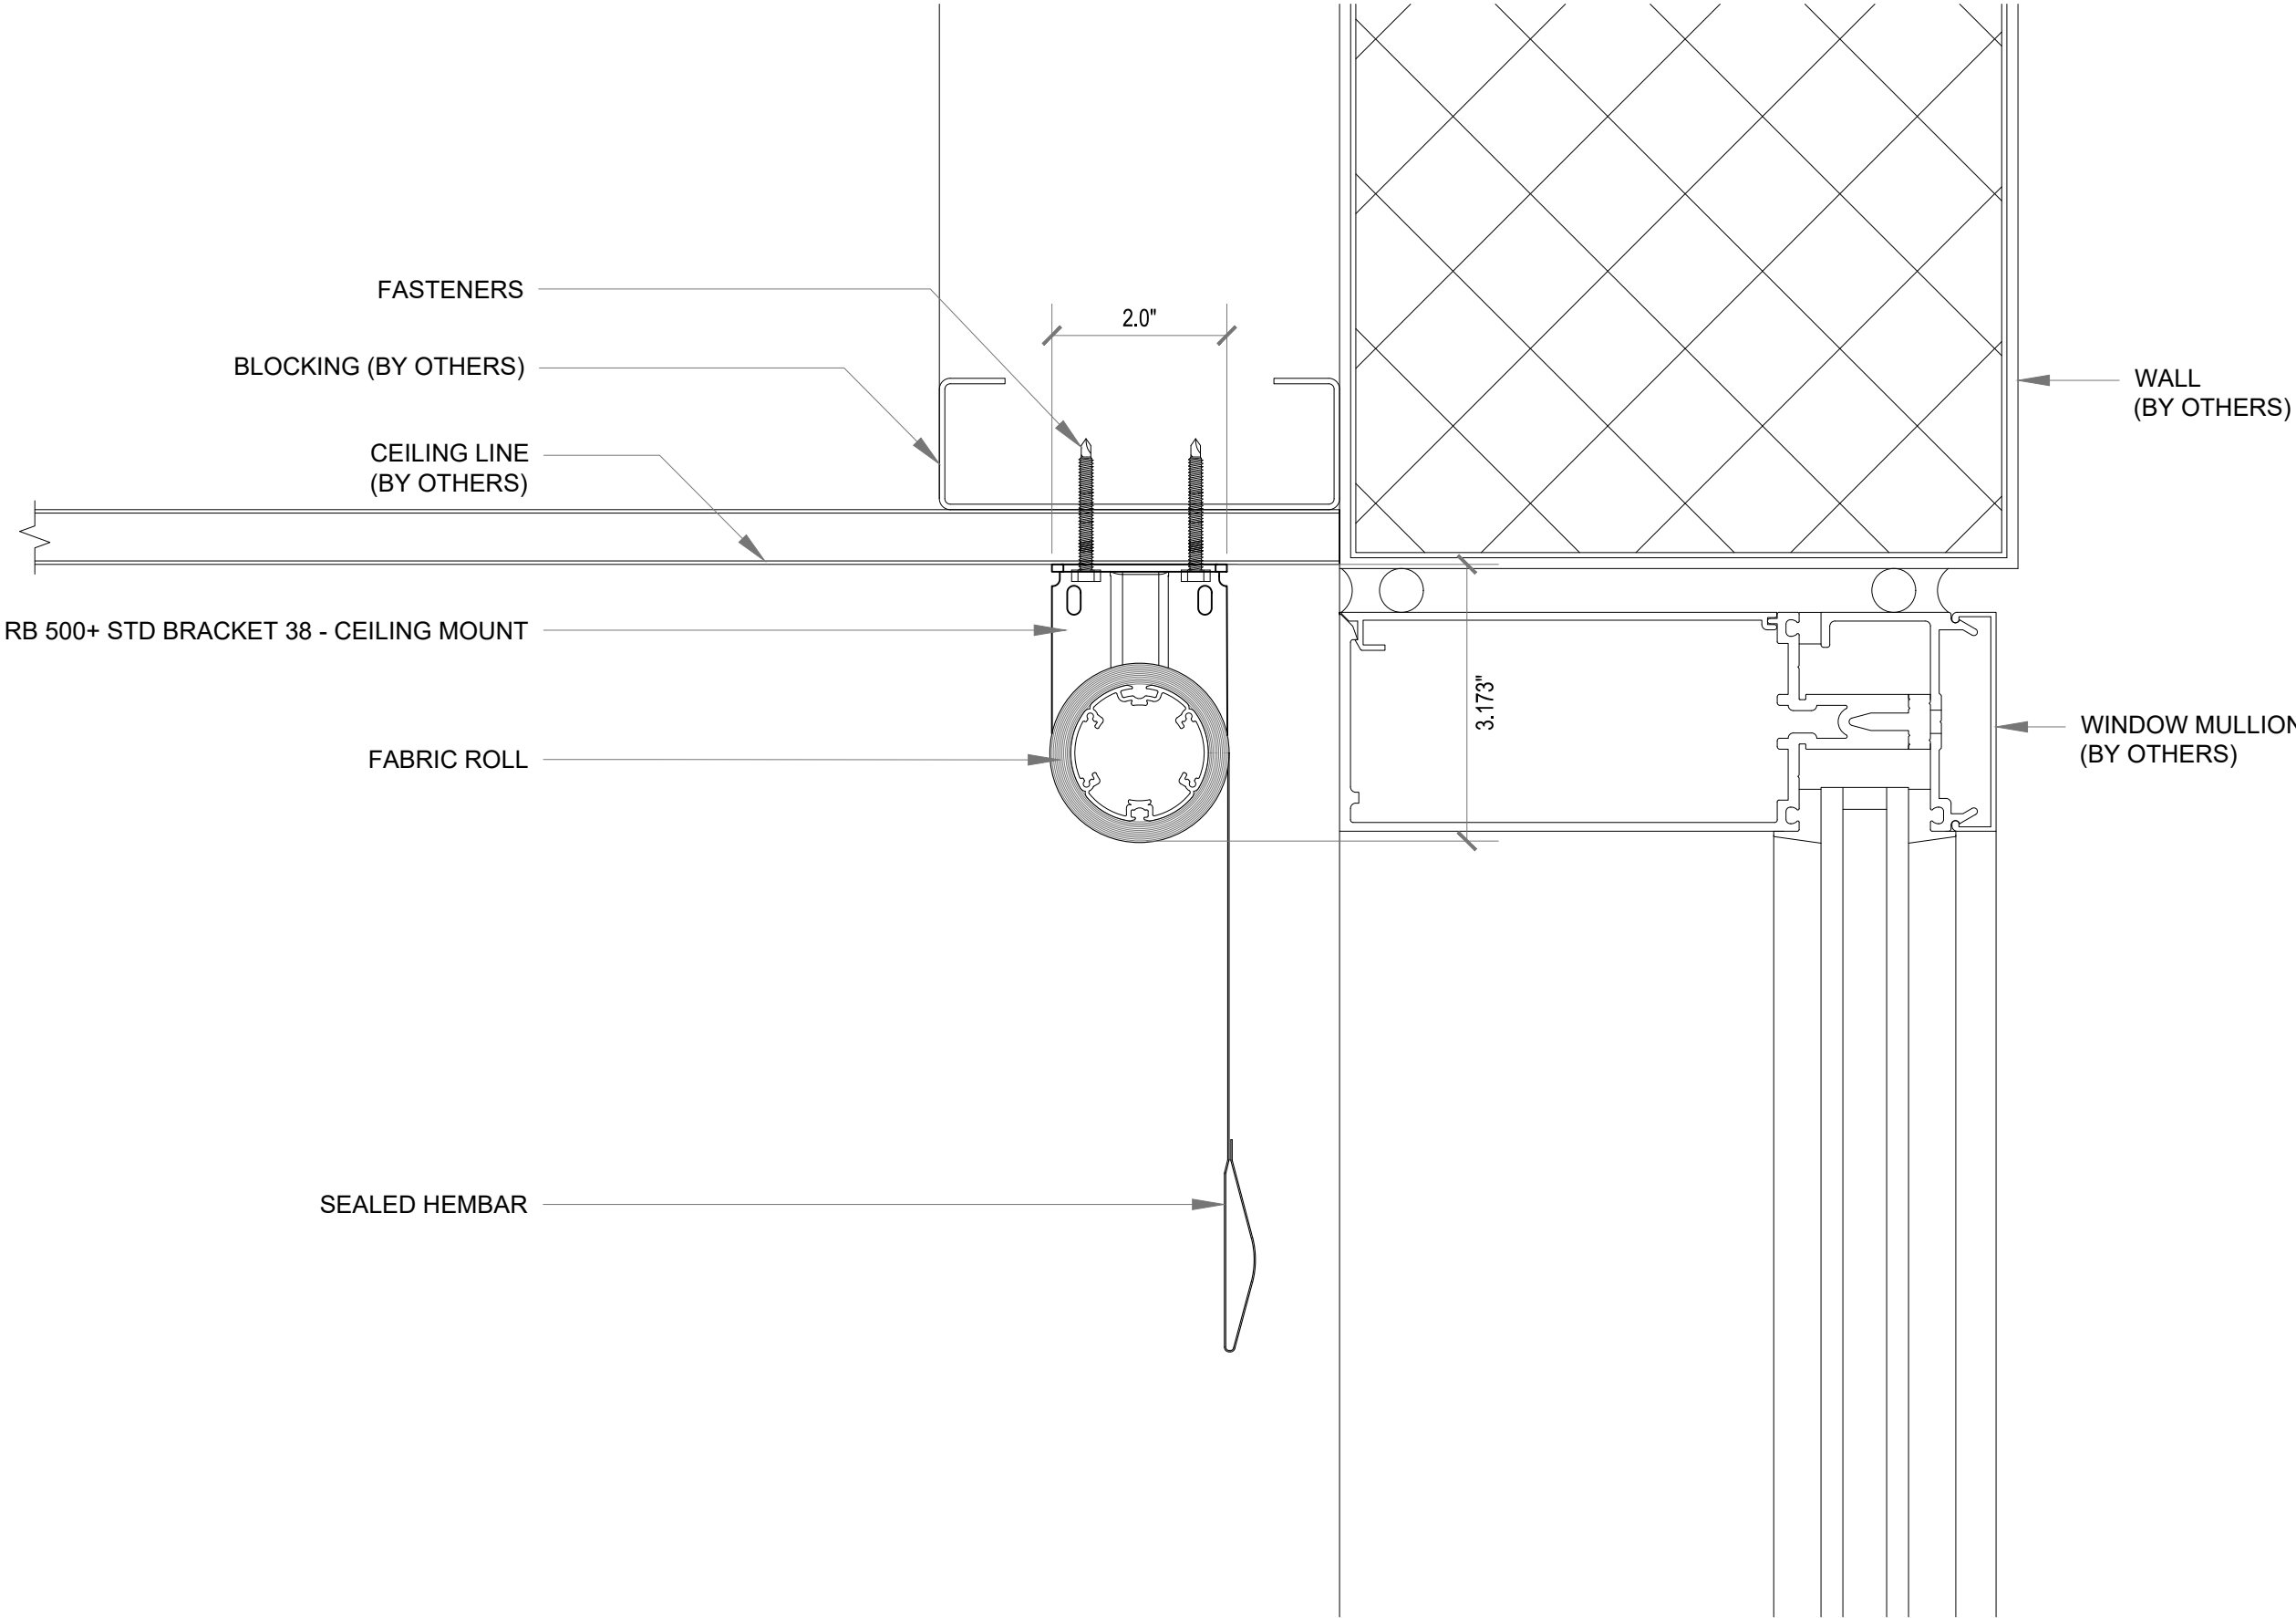 FASTENERS
2.0"
BLOCKING (BY OTHERS)
WALL
(BY OTHERS)
CEILING LINE
(BY OTHERS)
RB 500+ STD BRACKET 38 - CEILING MOUNT
3.173"
WINDOW MULLION
(BY OTHERS)
FABRIC ROLL
SEALED HEMBAR